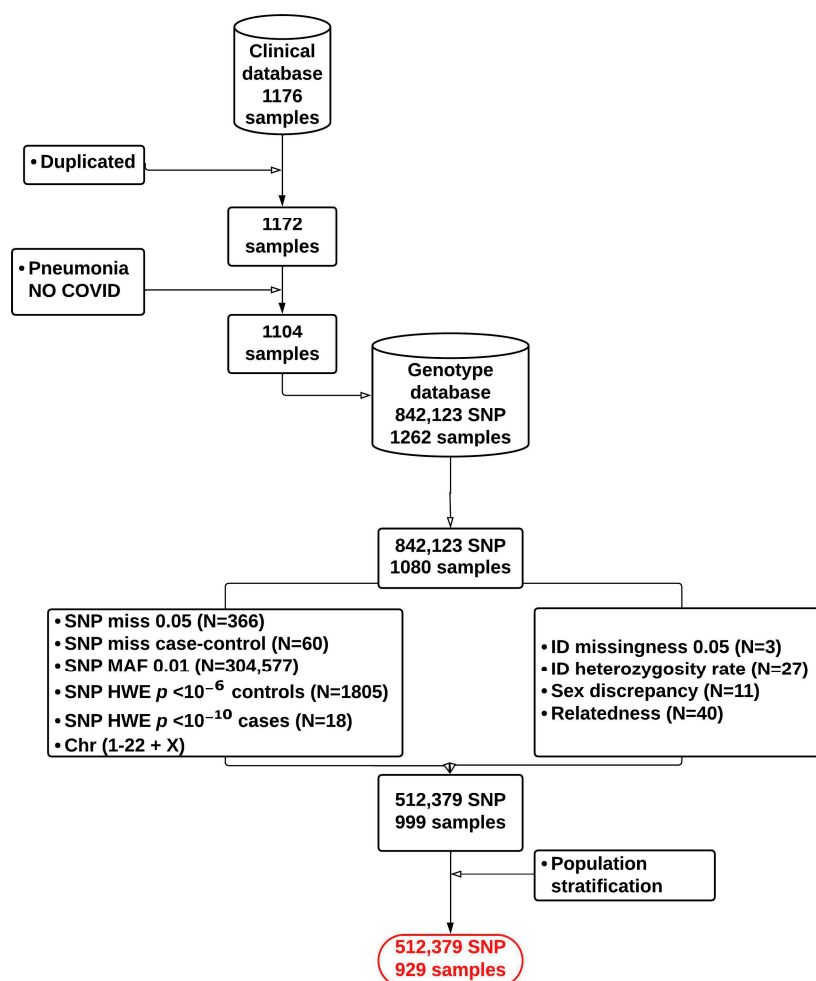 Clinical
database
1176
samples
• Duplicated
1172
samples
• Pneumonia
NO COVID
1104
samples
Genotype
database
842,123 SNP
1262 samples
842,123 SNP
1080 samples
• SNP miss 0.05 (N=366)
• SNP miss case-control (N=60)
• SNP MAF 0.01 (N=304,577)
• SNP HWE p <10⁻⁶ controls (N=1805)
• SNP HWE p <10⁻¹⁰ cases (N=18)
• Chr (1-22 + X)
• ID missingness 0.05 (N=3)
• ID heterozygosity rate (N=27)
• Sex discrepancy (N=11)
• Relatedness (N=40)
512,379 SNP
999 samples
• Population
stratification
512,379 SNP
929 samples